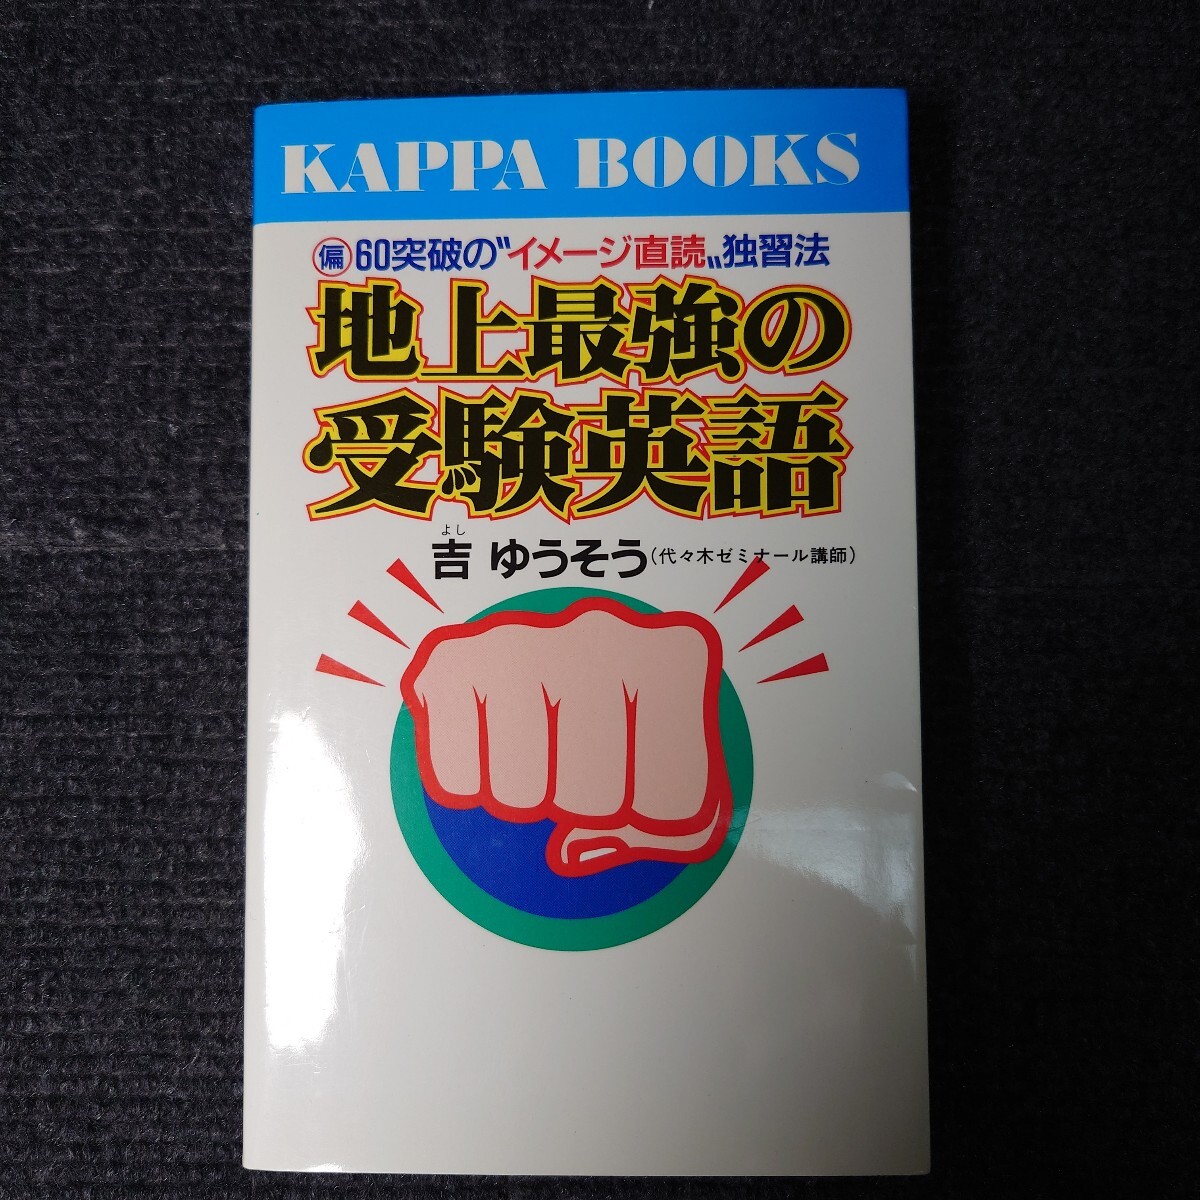 KAPPA BOOKS
偏60突破の〝イメージ直読〟独習法
地上最強の
受験英語
よし
吉 ゆうそう(代々木ゼミナール講師)